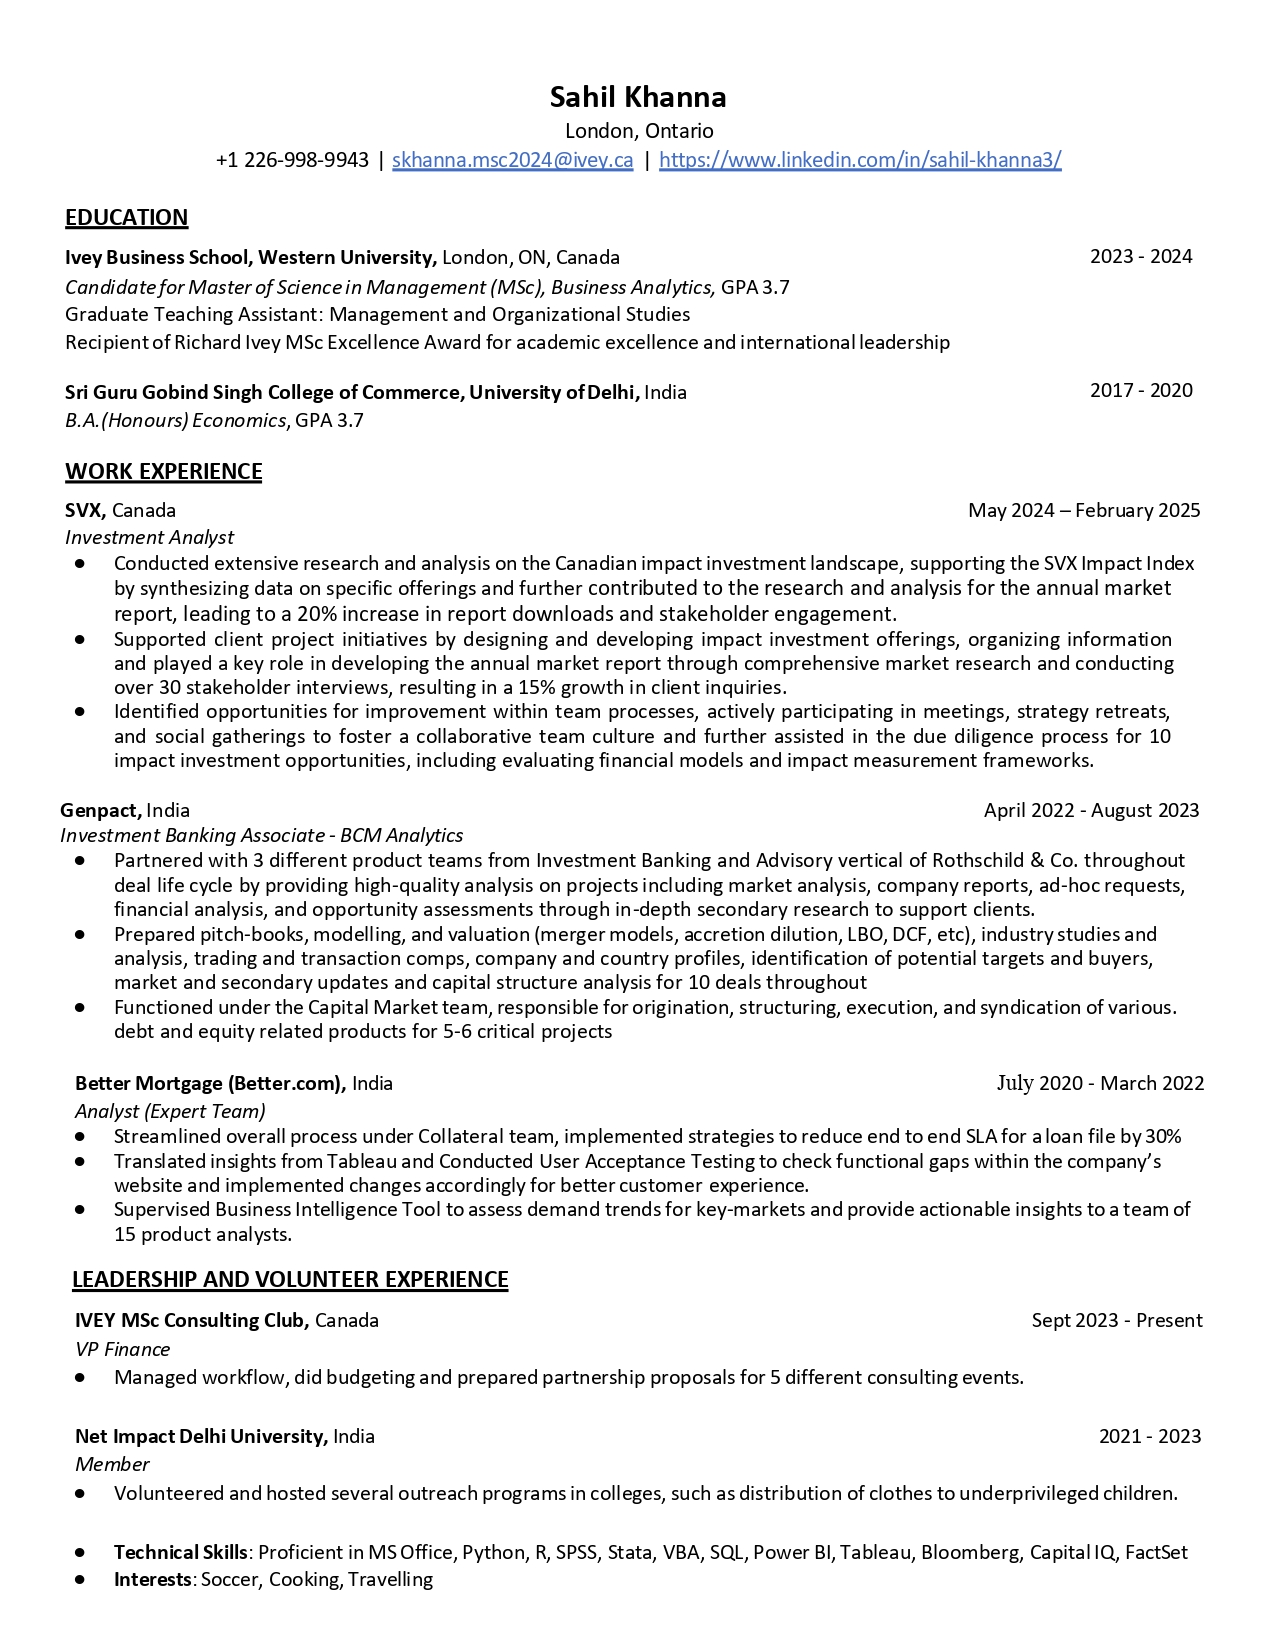 Sahil Khanna
London, Ontario
+1 226-998-9943 | skhanna.msc2024@ivey.ca | https://www.linkedin.com/in/sahil-khanna3/
EDUCATION
Ivey Business School, Western University, London, ON, Canada 2023 - 2024
Candidate for Master of Science in Management (MSc), Business Analytics, GPA 3.7
Graduate Teaching Assistant: Management and Organizational Studies
Recipient of Richard Ivey MSc Excellence Award for academic excellence and international leadership
Sri Guru Gobind Singh College of Commerce, University of Delhi, India 2017 - 2020
B.A.(Honours) Economics, GPA 3.7
WORK EXPERIENCE
SVX, Canada May 2024 – February 2025
Investment Analyst
● Conducted extensive research and analysis on the Canadian impact investment landscape, supporting the SVX Impact Index
by synthesizing data on specific offerings and further contributed to the research and analysis for the annual market
report, leading to a 20% increase in report downloads and stakeholder engagement.
● Supported client project initiatives by designing and developing impact investment offerings, organizing information
and played a key role in developing the annual market report through comprehensive market research and conducting
over 30 stakeholder interviews, resulting in a 15% growth in client inquiries.
● Identified opportunities for improvement within team processes, actively participating in meetings, strategy retreats,
and social gatherings to foster a collaborative team culture and further assisted in the due diligence process for 10
impact investment opportunities, including evaluating financial models and impact measurement frameworks.
Genpact, India April 2022 - August 2023
Investment Banking Associate - BCM Analytics
● Partnered with 3 different product teams from Investment Banking and Advisory vertical of Rothschild & Co. throughout
deal life cycle by providing high-quality analysis on projects including market analysis, company reports, ad-hoc requests,
financial analysis, and opportunity assessments through in-depth secondary research to support clients.
● Prepared pitch-books, modelling, and valuation (merger models, accretion dilution, LBO, DCF, etc), industry studies and
analysis, trading and transaction comps, company and country profiles, identification of potential targets and buyers,
market and secondary updates and capital structure analysis for 10 deals throughout
● Functioned under the Capital Market team, responsible for origination, structuring, execution, and syndication of various.
debt and equity related products for 5-6 critical projects
Better Mortgage (Better.com), India July 2020 - March 2022
Analyst (Expert Team)
● Streamlined overall process under Collateral team, implemented strategies to reduce end to end SLA for a loan file by 30%
● Translated insights from Tableau and Conducted User Acceptance Testing to check functional gaps within the company’s
website and implemented changes accordingly for better customer experience.
● Supervised Business Intelligence Tool to assess demand trends for key-markets and provide actionable insights to a team of
15 product analysts.
LEADERSHIP AND VOLUNTEER EXPERIENCE
IVEY MSc Consulting Club, Canada Sept 2023 - Present
VP Finance
● Managed workflow, did budgeting and prepared partnership proposals for 5 different consulting events.
Net Impact Delhi University, India 2021 - 2023
Member
● Volunteered and hosted several outreach programs in colleges, such as distribution of clothes to underprivileged children.
● Technical Skills: Proficient in MS Office, Python, R, SPSS, Stata, VBA, SQL, Power BI, Tableau, Bloomberg, Capital IQ, FactSet
● Interests: Soccer, Cooking, Travelling